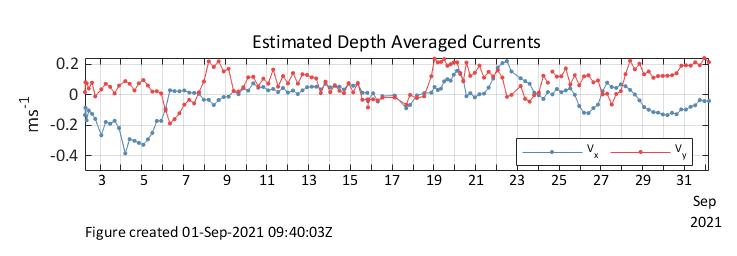 Estimated Depth Averaged Currents
ms⁻¹
0.2
0
-0.2
-0.4
Vx Vy
3 5 7 9 11 13 15 17 19 21 23 25 27 29 31
Sep
2021
Figure created 01-Sep-2021 09:40:03Z